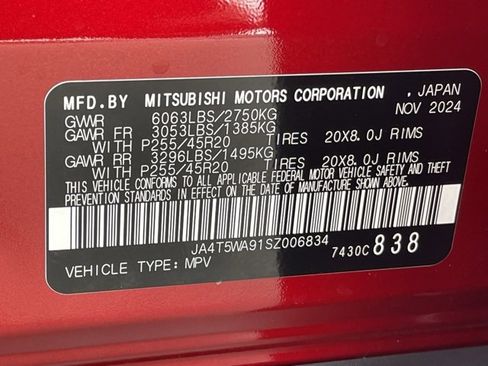 MFD.BY MITSUBISHI MOTORS CORPORATION . JAPAN
GVWR 6063LBS/2750KG NOV 2024
GAWR FR 3053LBS/1385KG
WITH P255/45R20 TIRES 20X8.0J RIMS
GAWR RR 3296LBS/1495KG
WITH P255/45R20 TIRES 20X8.0J RIMS
THIS VEHICLE CONFORMS TO ALL APPLICABLE FEDERAL MOTOR VEHICLE SAFETY AND THEFT
PREVENTION STANDARDS IN EFFECT ON THE DATE OF MANUFACTURE SHOWN ABOVE.
JA4T5WA91SZ006834 7430C 838
VEHICLE TYPE: MPV